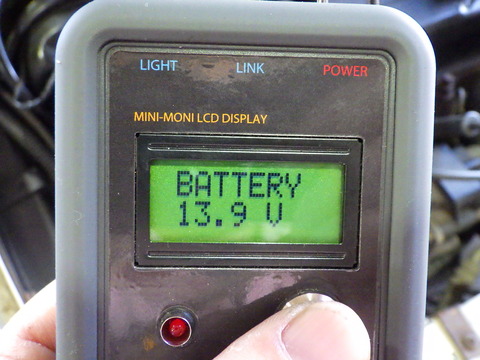 LIGHT LINK POWER
MINI-MONI LCD DISPLAY
BATTERY
13.9 V